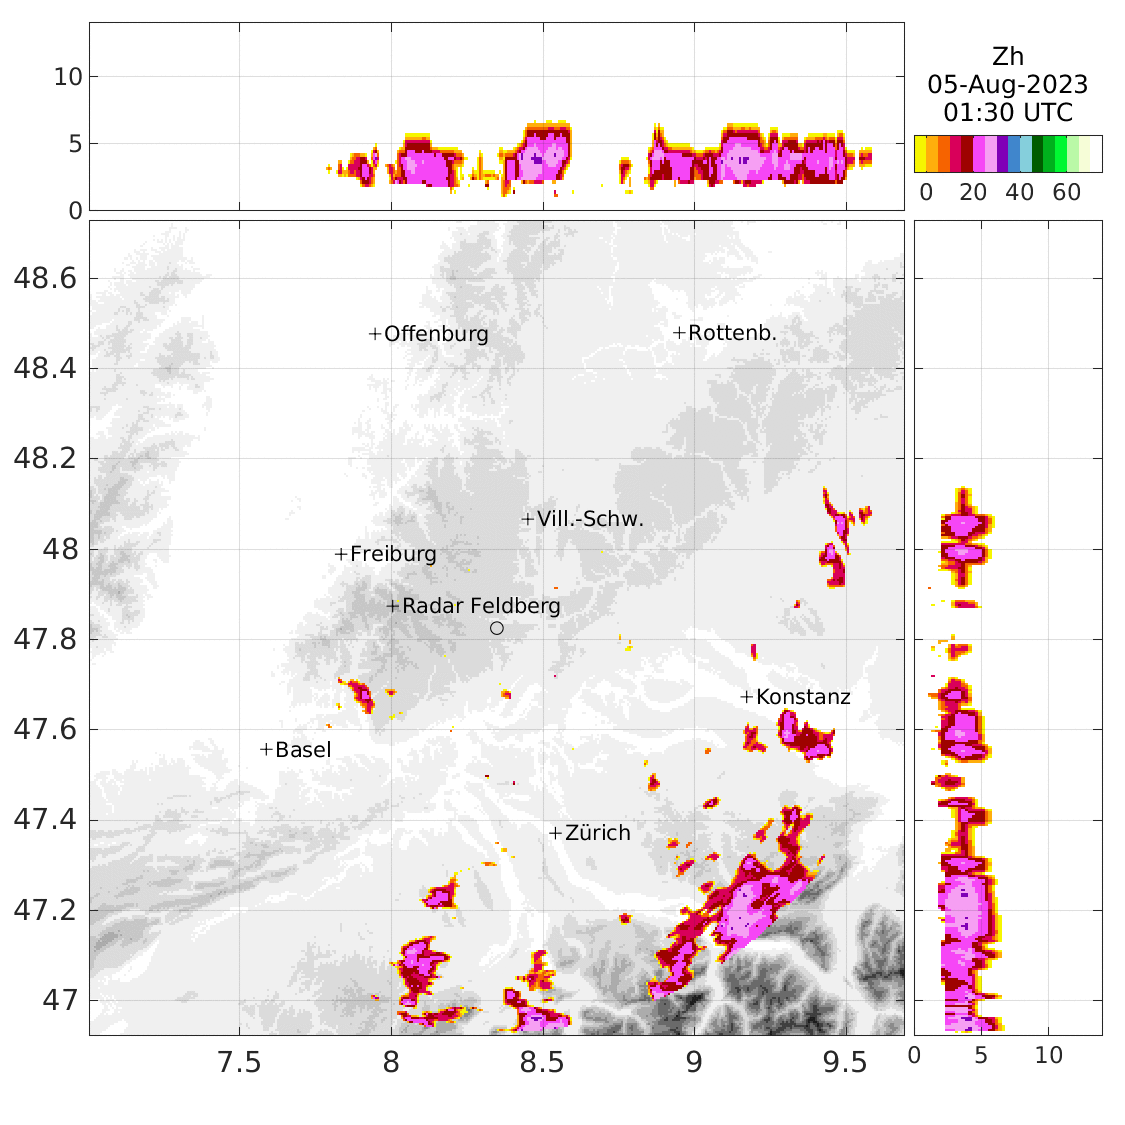 10
5
0
Zh
05-Aug-2023
01:30 UTC
0 20 40 60
48.6
48.4
48.2
48
47.8
47.6
47.4
47.2
47
+Offenburg
+Rottenb.
+Vill.-Schw.
+Freiburg
+Radar Feldberg
+Konstanz
+Basel
+Zürich
7.5 8 8.5 9 9.5
0 5 10